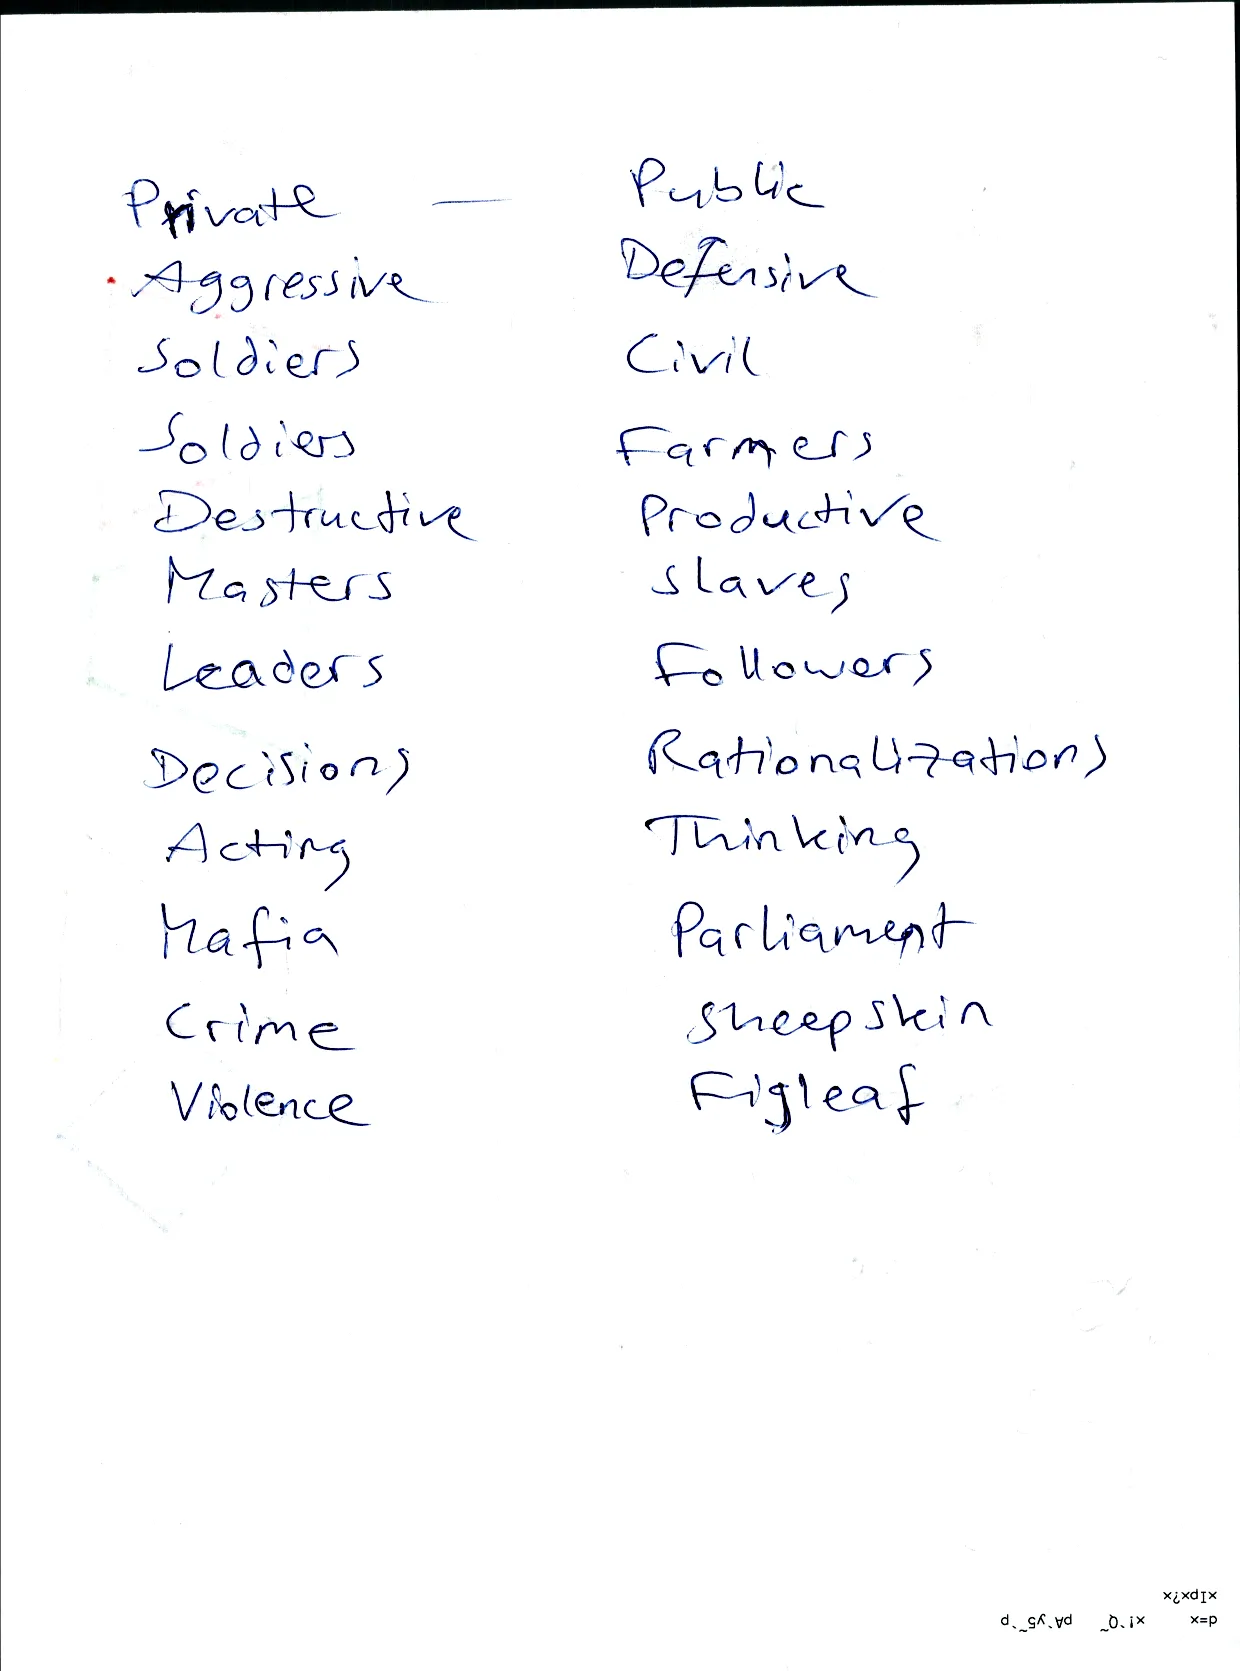 Private — Public
Aggressive Defensive
Soldiers Civil
Soldiers Farmers
Destructive Productive
Masters Slaves
Leaders Followers
Decisions Rationalizations
Acting Thinking
Mafia Parliament
Crime Sheepskin
Violence Figleaf